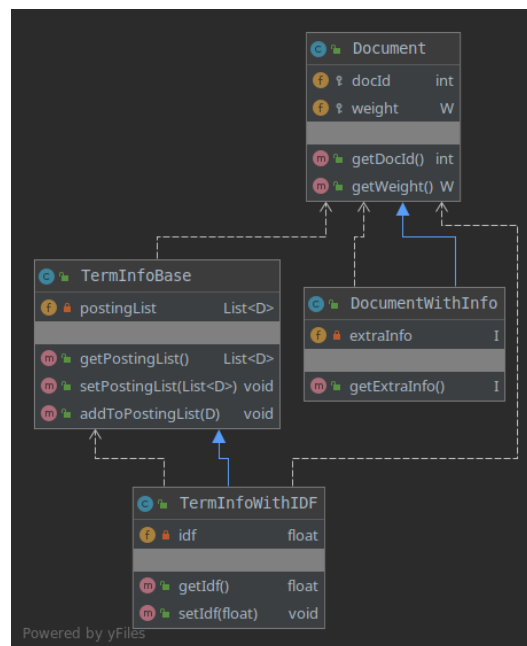 Document
docId int
weight W
getDocId() int
getWeight() W
TermInfoBase
postingList List<D>
getPostingList() List<D>
setPostingList(List<D>) void
addToPostingList(D) void
DocumentWithInfo
extraInfo I
getExtraInfo() I
TermInfoWithIDF
idf float
getIdf() float
setIdf(float) void
Powered by yFiles